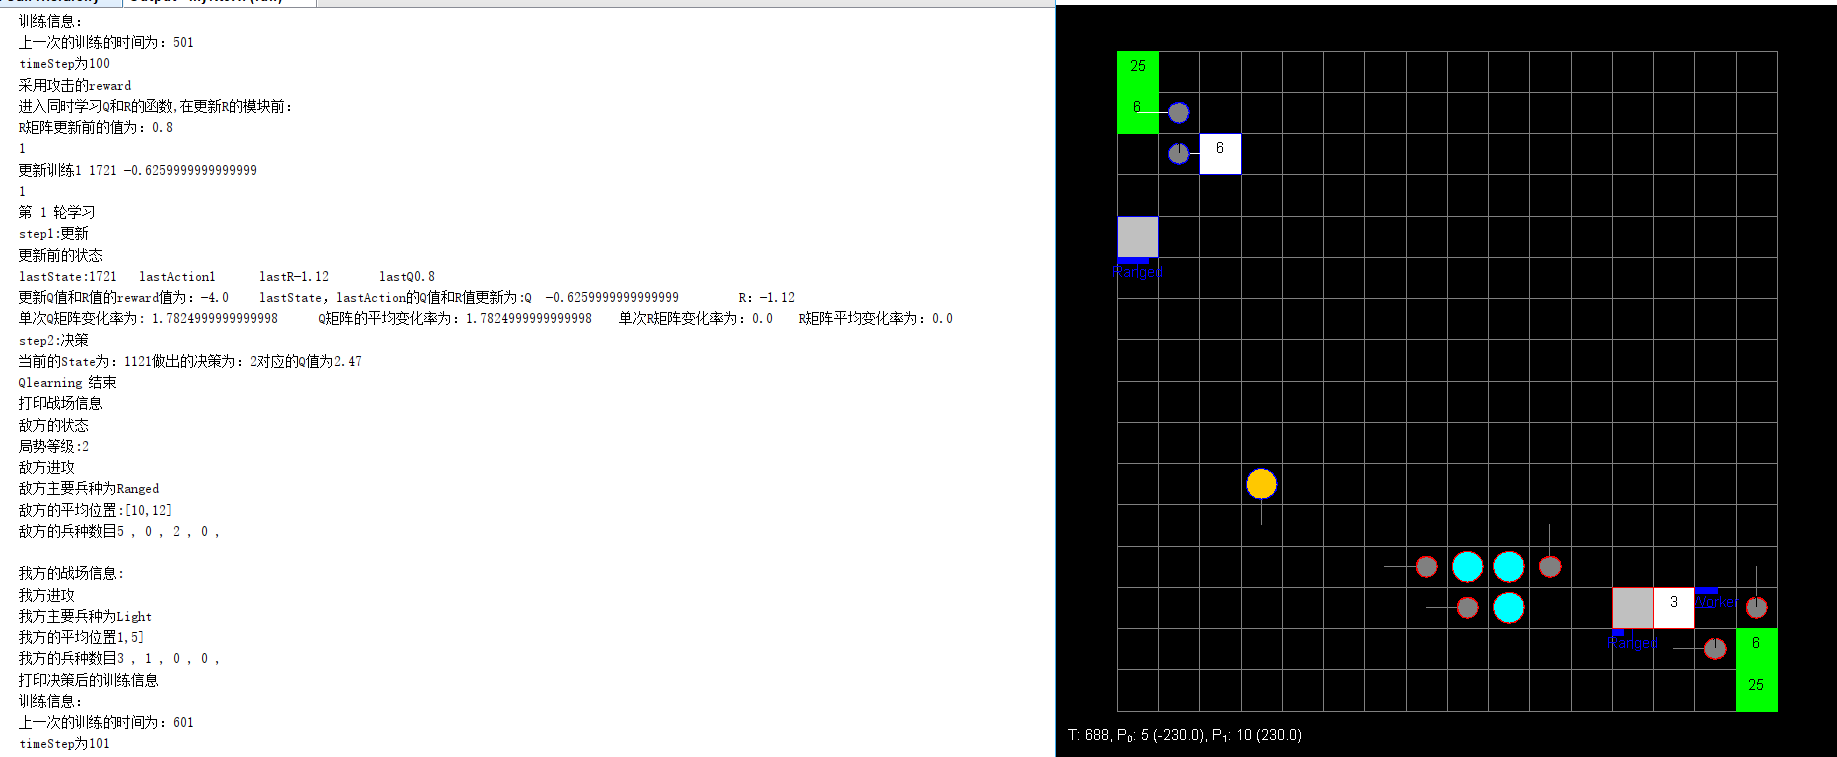 训练信息:
上一次的训练的时间为: 501
timeStep为100
采用攻击的reward
进入同时学习Q和R的函数,在更新R的模块前:
R矩阵更新前的值为: 0.8
1
更新训练1 1721 -0.6259999999999999
1
第 1 轮学习
step1:更新
更新前的状态
lastState:1721 lastAction1 lastR-1.12 lastQ0.8
更新Q值和R值的reward值为: -4.0 lastState, lastAction的Q值和R值更新为:Q -0.6259999999999999 R: -1.12
单次Q矩阵变化率为: 1.7824999999999998 Q矩阵的平均变化率为: 1.7824999999999998 单次R矩阵变化率为: 0.0 R矩阵平均变化率为: 0.0
step2:决策
当前的State为: 1121做出的决策为: 2对应的Q值为2.47
Qlearning 结束
打印战场信息
敌方的状态
局势等级:2
敌方进攻
敌方主要兵种为Ranged
敌方的平均位置:[10,12]
敌方的兵种数目5 , 0 , 2 , 0 ,
我方的战场信息:
我方进攻
我方主要兵种为Light
我方的平均位置1,5]
我方的兵种数目3 , 1 , 0 , 0 ,
打印决策后的训练信息
训练信息:
上一次的训练的时间为: 601
timeStep为101
25
6
6
Ranged
3
Worker
Ranged
6
25
T: 688, P₀: 5 (-230.0), P₁: 10 (230.0)